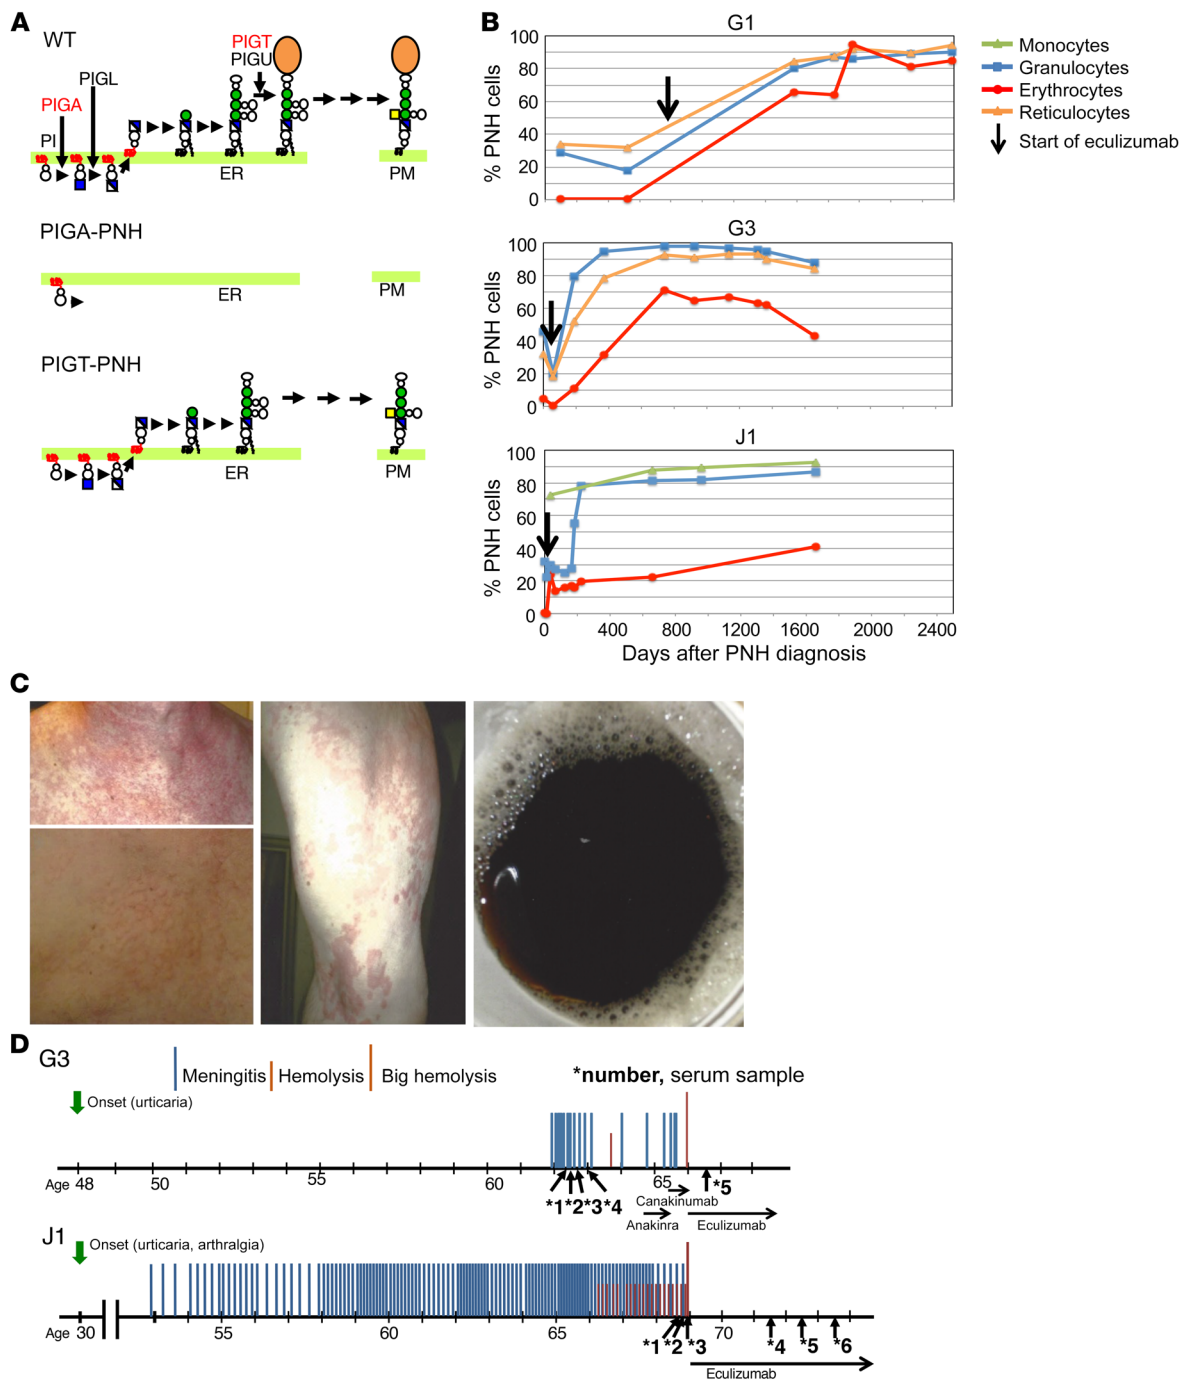 A
WT
PIGT
PIGU
PIGL
PIGA
PI
ER
PM
PIGA-PNH
ER
PM
PIGT-PNH
ER
PM
B
G1
% PNH cells
100
80
60
40
20
0
Monocytes
Granulocytes
Erythrocytes
Reticulocytes
Start of eculizumab
G3
% PNH cells
100
80
60
40
20
0
J1
% PNH cells
100
80
60
40
20
0
0 400 800 1200 1600 2000 2400
Days after PNH diagnosis
C
D
G3
Meningitis Hemolysis Big hemolysis
*number, serum sample
Onset (urticaria)
Age 48 50 55 60 65
*1 *2 *3 *4 *5
Canakinumab
Anakinra Eculizumab
J1
Onset (urticaria, arthralgia)
Age 30 55 60 65 70
*1 *2 *3 *4 *5 *6
Eculizumab